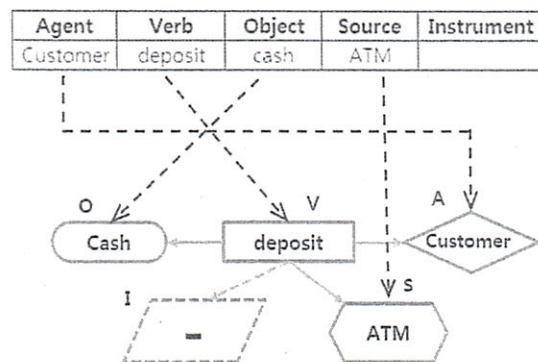 Agent Verb Object Source Instrument
Customer deposit cash ATM
O V A
Cash deposit Customer
I S
- ATM